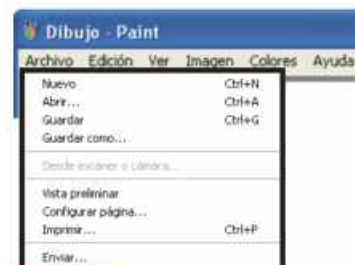 Dibujo - Paint
Archivo Edición Ver Imagen Colores Ayuda
Nuevo Ctrl+N
Abrir... Ctrl+A
Guardar Ctrl+G
Guardar como...
Desde escáner o cámara...
Vista preliminar
Configurar página...
Imprimir... Ctrl+P
Enviar...